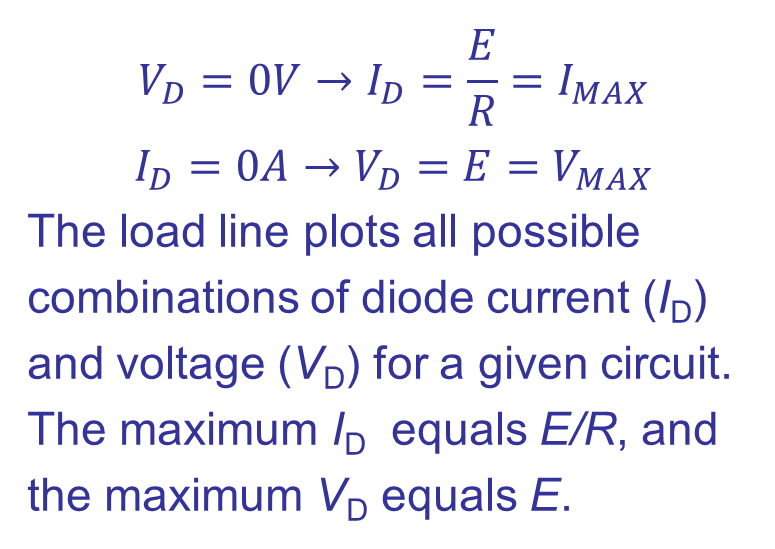 V_D = 0V → I_D = E/R = I_MAX
I_D = 0A → V_D = E = V_MAX
The load line plots all possible
combinations of diode current (I_D)
and voltage (V_D) for a given circuit.
The maximum I_D equals E/R, and
the maximum V_D equals E.